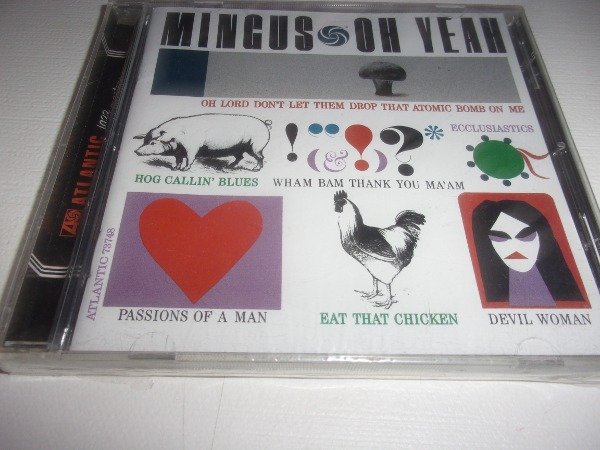 MINGUS OH YEAH
OH LORD DON'T LET THEM DROP THAT ATOMIC BOMB ON ME
!""!?*
(&)
ECCLUSIASTICS
HOG CALLIN' BLUES
WHAM BAM THANK YOU MA'AM
PASSIONS OF A MAN
EAT THAT CHICKEN
DEVIL WOMAN
ATLANTIC 73748
ATLANTIC jazz